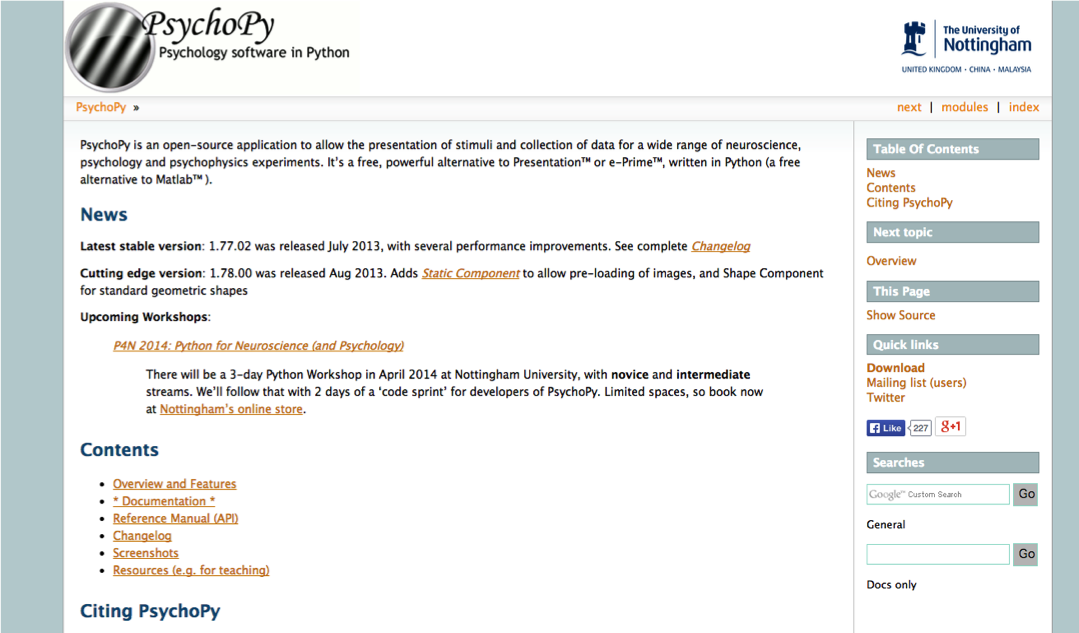 PsychoPy
Psychology software in Python
The University of
Nottingham
UNITED KINGDOM · CHINA · MALAYSIA
PsychoPy »
next | modules | index
PsychoPy is an open-source application to allow the presentation of stimuli and collection of data for a wide range of neuroscience,
psychology and psychophysics experiments. It's a free, powerful alternative to Presentation™ or e-Prime™, written in Python (a free
alternative to Matlab™).
News
Latest stable version: 1.77.02 was released July 2013, with several performance improvements. See complete Changelog
Cutting edge version: 1.78.00 was released Aug 2013. Adds Static Component to allow pre-loading of images, and Shape Component
for standard geometric shapes
Upcoming Workshops:
P4N 2014: Python for Neuroscience (and Psychology)
There will be a 3-day Python Workshop in April 2014 at Nottingham University, with novice and intermediate
streams. We'll follow that with 2 days of a 'code sprint' for developers of PsychoPy. Limited spaces, so book now
at Nottingham's online store.
Contents
• Overview and Features
• * Documentation *
• Reference Manual (API)
• Changelog
• Screenshots
• Resources (e.g. for teaching)
Citing PsychoPy
Table Of Contents
News
Contents
Citing PsychoPy
Next topic
Overview
This Page
Show Source
Quick links
Download
Mailing list (users)
Twitter
Like 227 g+1
Searches
Google™ Custom Search Go
General
Go
Docs only